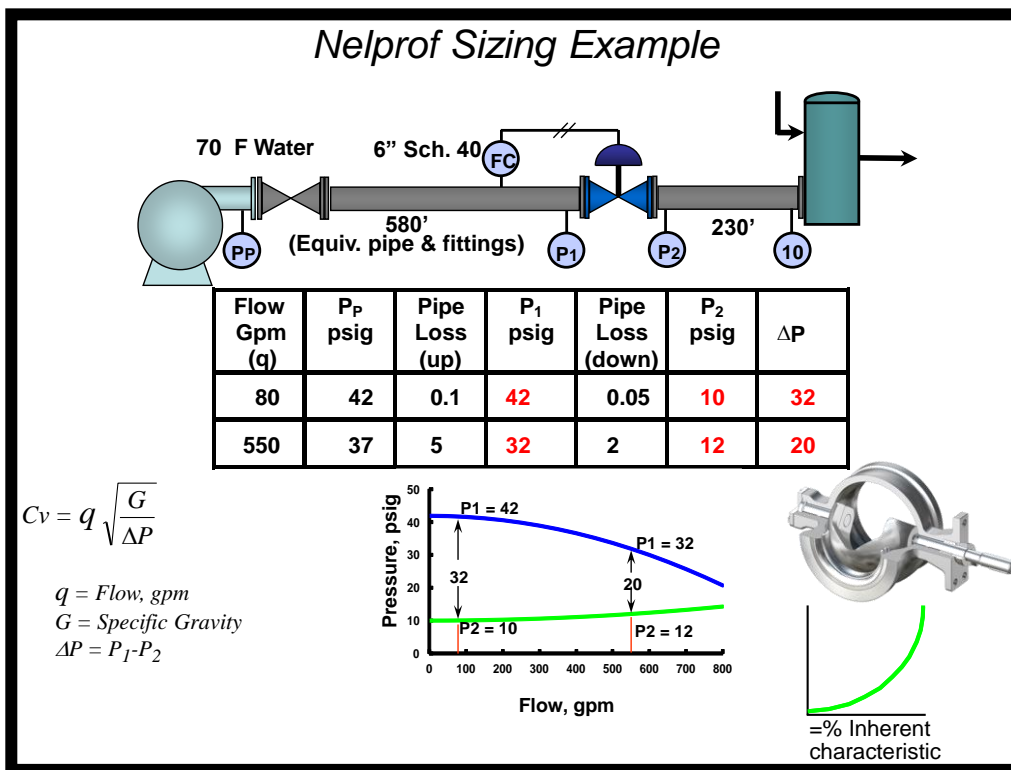 Nelprof Sizing Example
70 F Water
6" Sch. 40
FC
580'
(Equiv. pipe & fittings)
230'
PP
P1
P2
10
Flow Gpm (q) PP psig Pipe Loss (up) P1 psig Pipe Loss (down) P2 psig ΔP
80 42 0.1 42 0.05 10 32
550 37 5 32 2 12 20
Cv = q √(G/ΔP)
q = Flow, gpm
G = Specific Gravity
ΔP = P1-P2
Pressure, psig
50
40
30
20
10
0
P1 = 42
P1 = 32
32
20
P2 = 10
P2 = 12
0 100 200 300 400 500 600 700 800
Flow, gpm
=% Inherent
characteristic